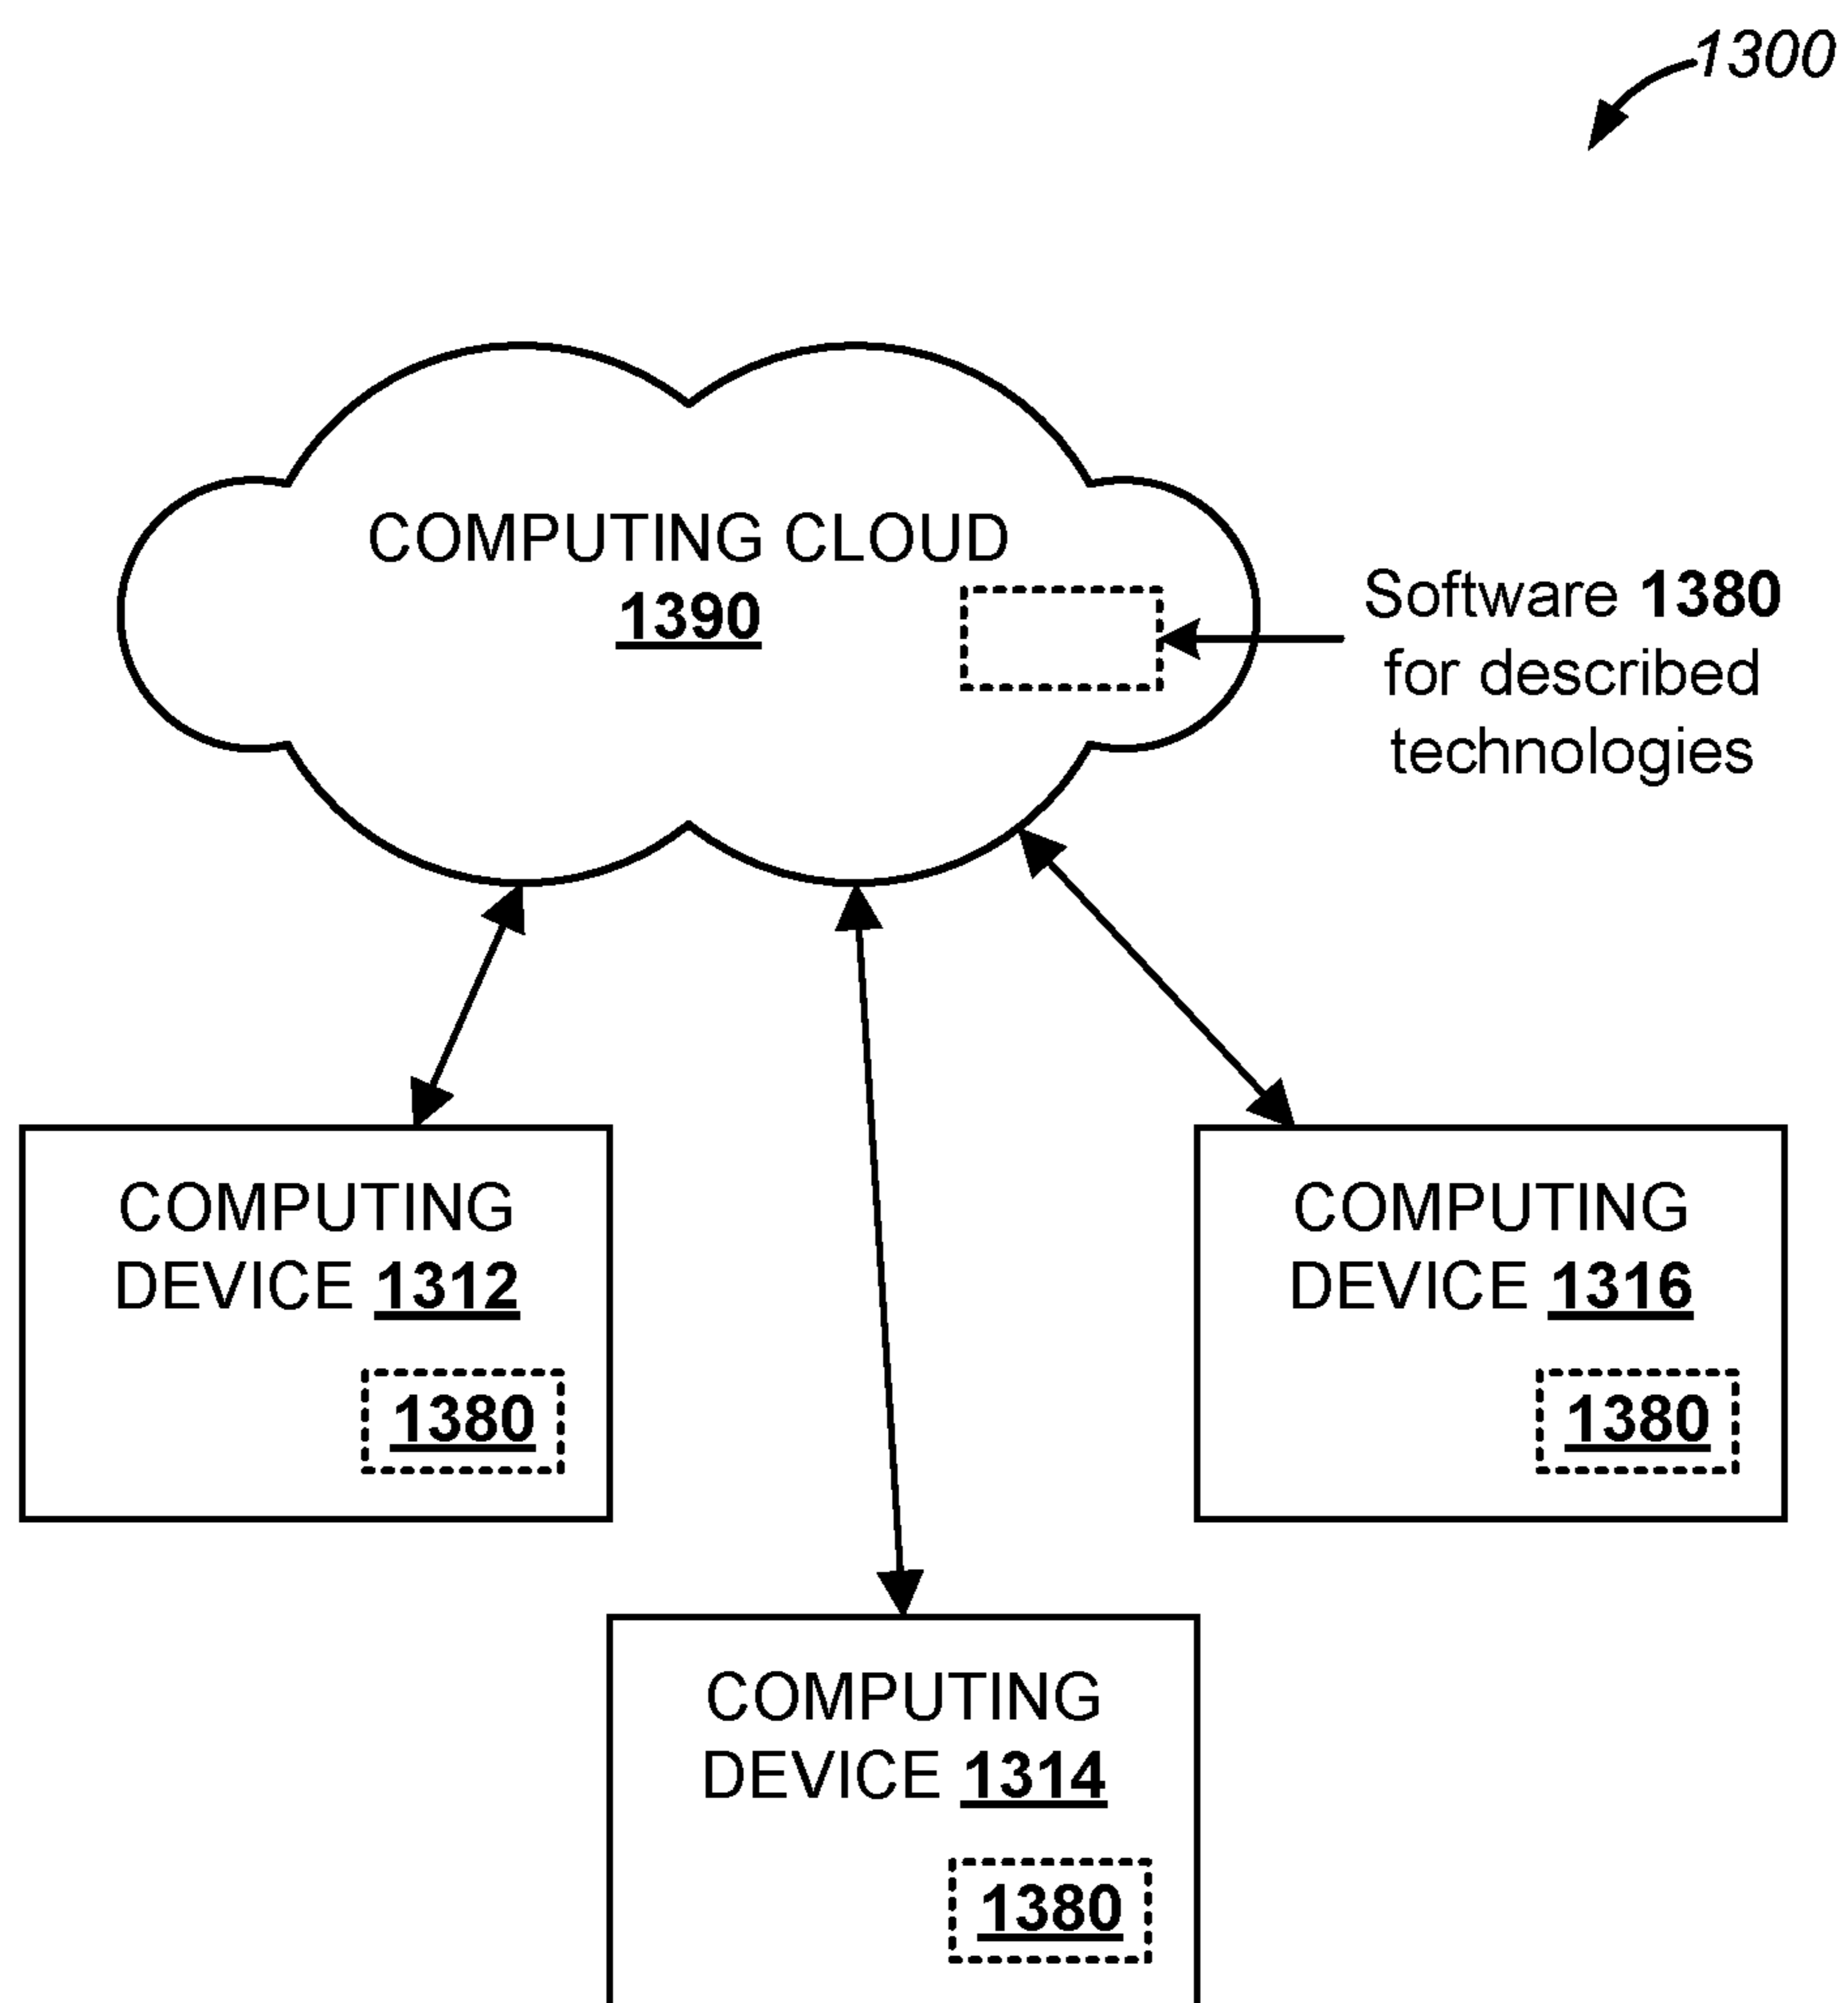 1300
COMPUTING CLOUD
1390
Software 1380
for described
technologies
COMPUTING
DEVICE 1312
1380
COMPUTING
DEVICE 1316
1380
COMPUTING
DEVICE 1314
1380